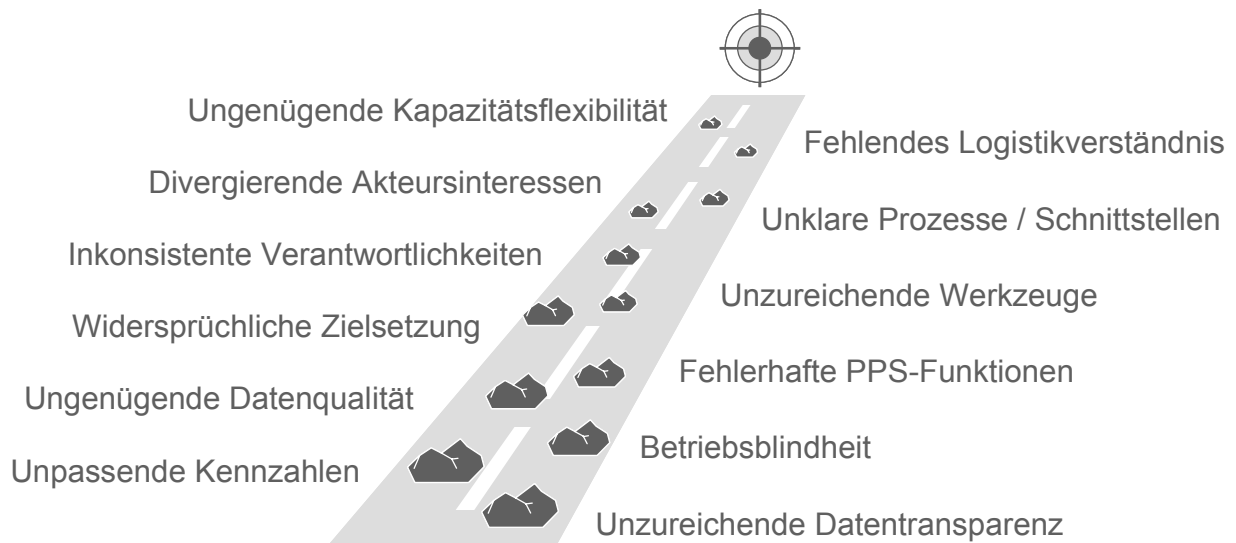 Ungenügende Kapazitätsflexibilität
Fehlendes Logistikverständnis
Divergierende Akteursinteressen
Unklare Prozesse / Schnittstellen
Inkonsistente Verantwortlichkeiten
Unzureichende Werkzeuge
Widersprüchliche Zielsetzung
Fehlerhafte PPS-Funktionen
Ungenügende Datenqualität
Betriebsblindheit
Unpassende Kennzahlen
Unzureichende Datentransparenz